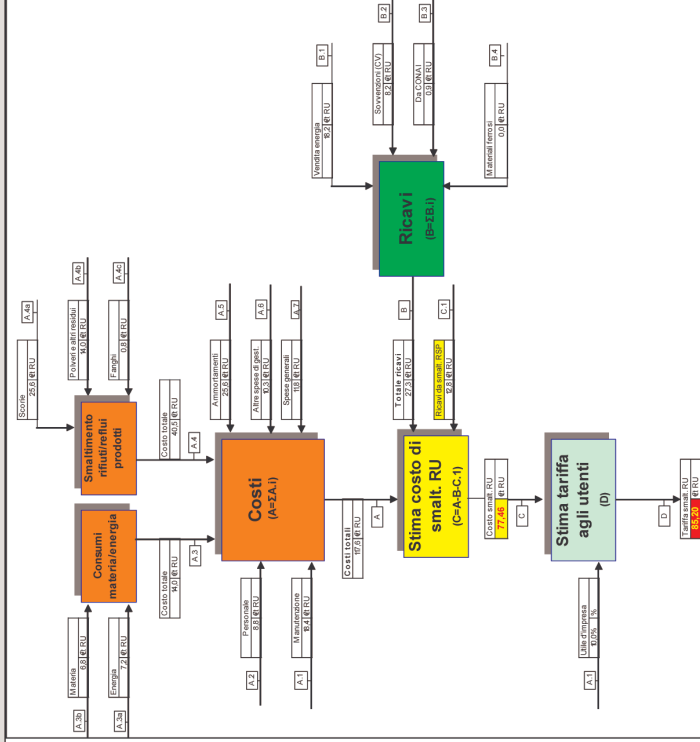 A.4a
Scorie
25,6 €/t RU
A.4b
Polveri e altri residui
14,0 €/t RU
A.4c
Fanghi
0,8 €/t RU
Smaltimento
rifiuti/reflui
prodotti
Costo totale
40,5 €/t RU
A.4
A.3b
Materia
6,8 €/t RU
A.3a
Energia
7,2 €/t RU
Consumi
materia/energia
Costo totale
14,0 €/t RU
A.3
A.5
Ammortamenti
25,6 €/t RU
A.6
Altre spese di gest.
10,3 €/t RU
A.7
Spese generali
11,8 €/t RU
A.2
Personale
8,8 €/t RU
A.1
Manutenzione
18,4 €/t RU
Costi
(A=ΣA.i)
Costi totali
117,6 €/t RU
A
B.1
Vendita energia
18,2 €/t RU
B.2
Sovvenzioni (CV)
8,2 €/t RU
B.3
Da CONAI
0,9 €/t RU
B.4
Materiali ferrosi
0,0 €/t RU
Ricavi
(B=ΣB.i)
B
Totale ricavi
27,3 €/t RU
C.1
Ricavi da smalt. RSP
12,8 €/t RU
Stima costo di
smalt. RU
(C=A-B-C.1)
Costo smalt. RU
77,46 €/t RU
C
A.1
Utile d'impresa
10,0% %
Stima tariffa
agli utenti
(D)
D
Tariffa smalt. RU
85,20 €/t RU